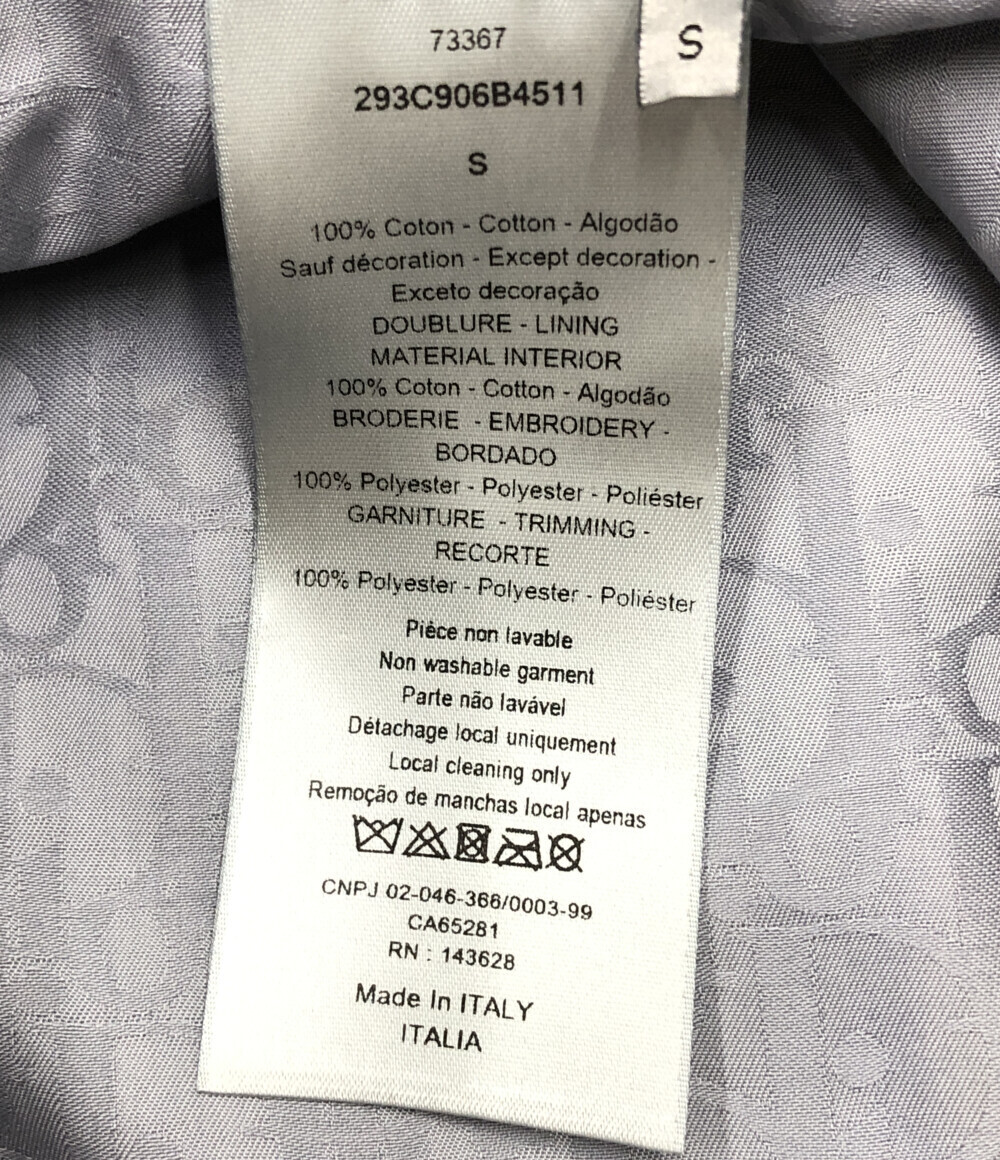 73367
S
293C906B4511
S
100% Coton - Cotton - Algodão
Sauf décoration - Except decoration -
Exceto decoração
DOUBLURE - LINING
MATERIAL INTERIOR
100% Coton - Cotton - Algodão
BRODERIE - EMBROIDERY -
BORDADO
100% Polyester - Polyester - Poliéster
GARNITURE - TRIMMING -
RECORTE
100% Polyester - Polyester - Poliéster
Pièce non lavable
Non washable garment
Parte não lavável
Détachage local uniquement
Local cleaning only
Remoção de manchas local apenas
CNPJ 02-046-366/0003-99
CA65281
RN : 143628
Made In ITALY
ITALIA